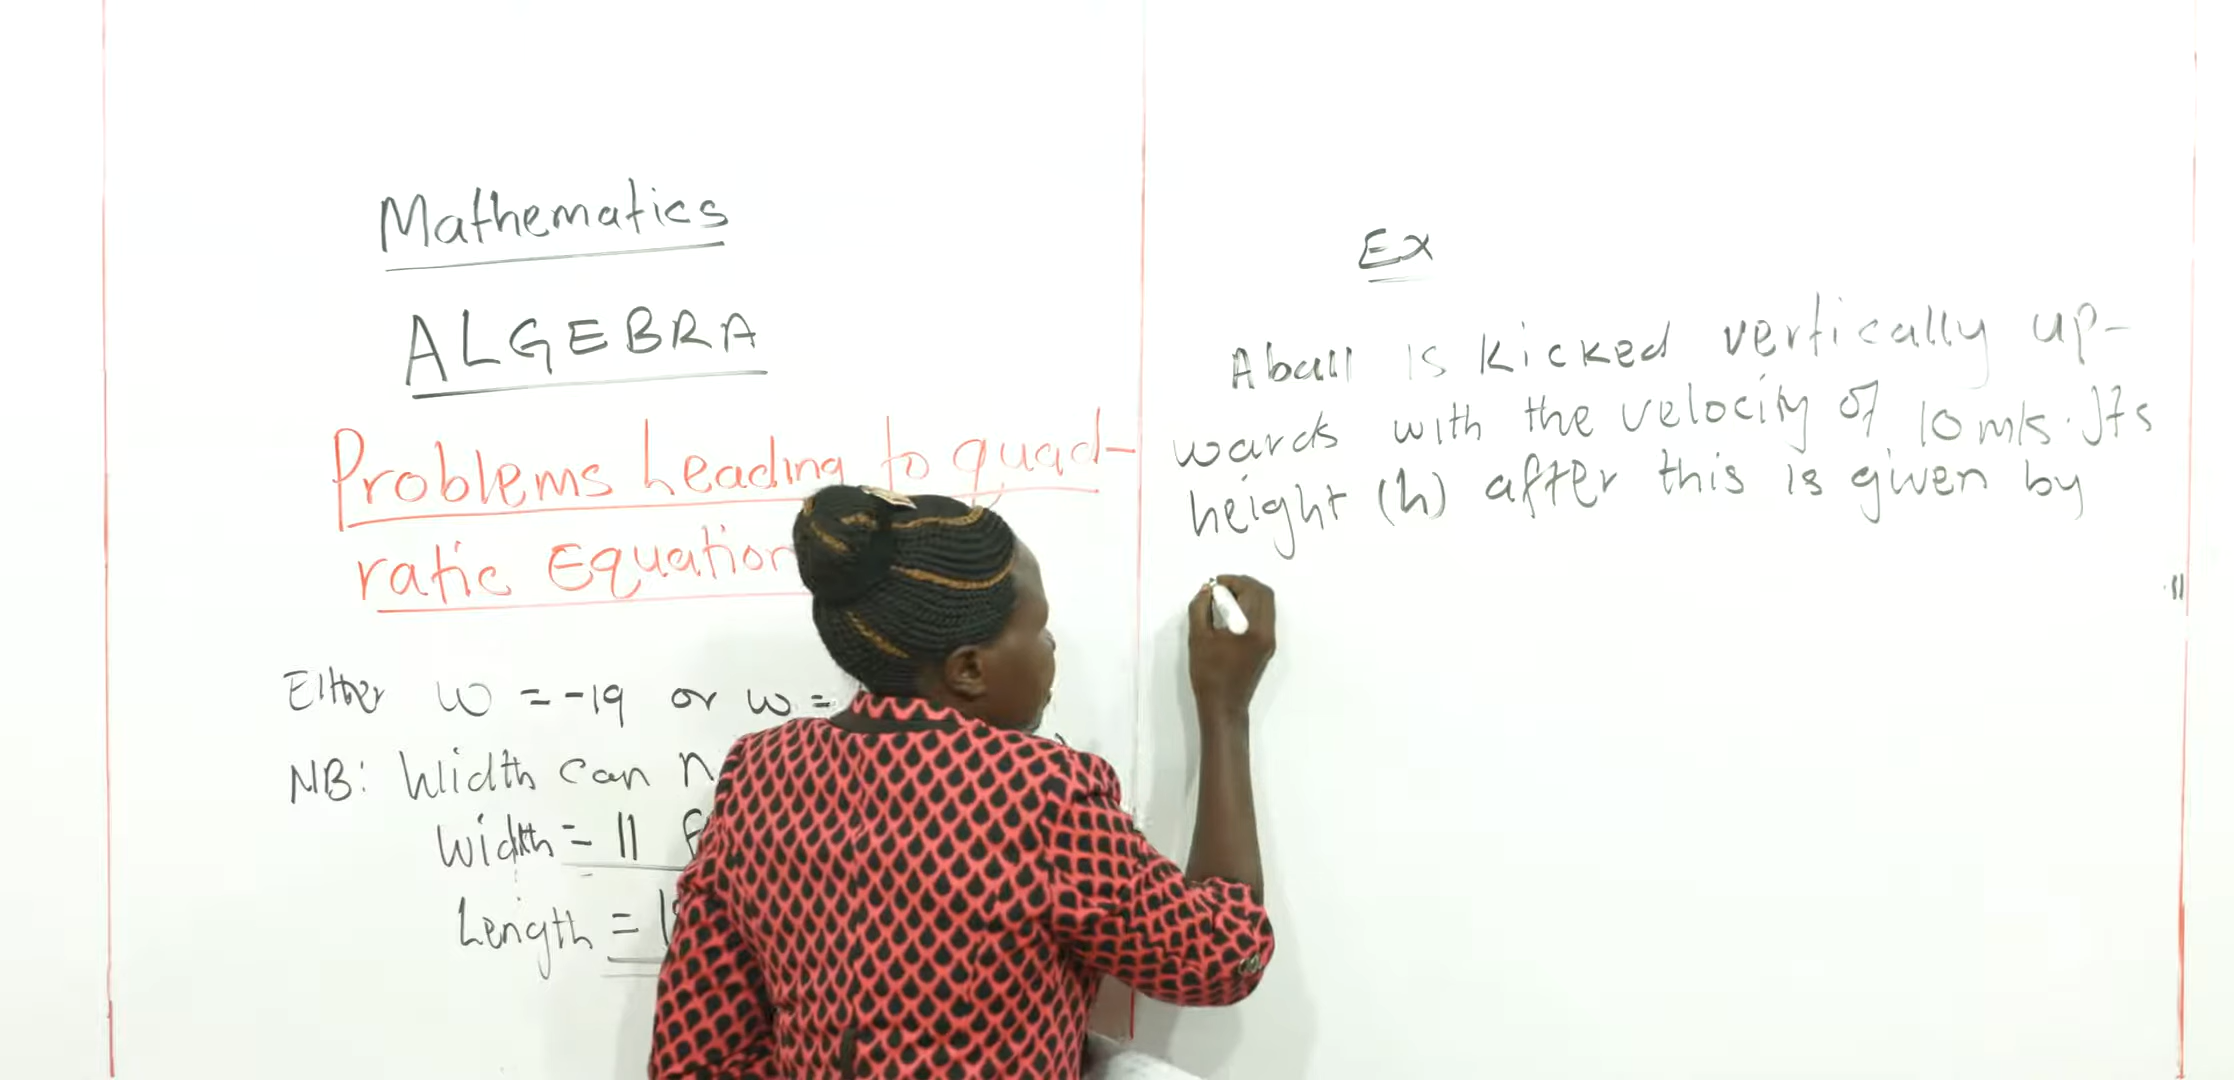 Mathematics
ALGEBRA
Problems leading to quad-
ratic Equation
Either w = -19 or w =
NB: Width can n
Width = 11
Length = 1
Ex
A ball is kicked vertically up-
wards with the velocity of 10 m/s. Its
height (h) after this is given by